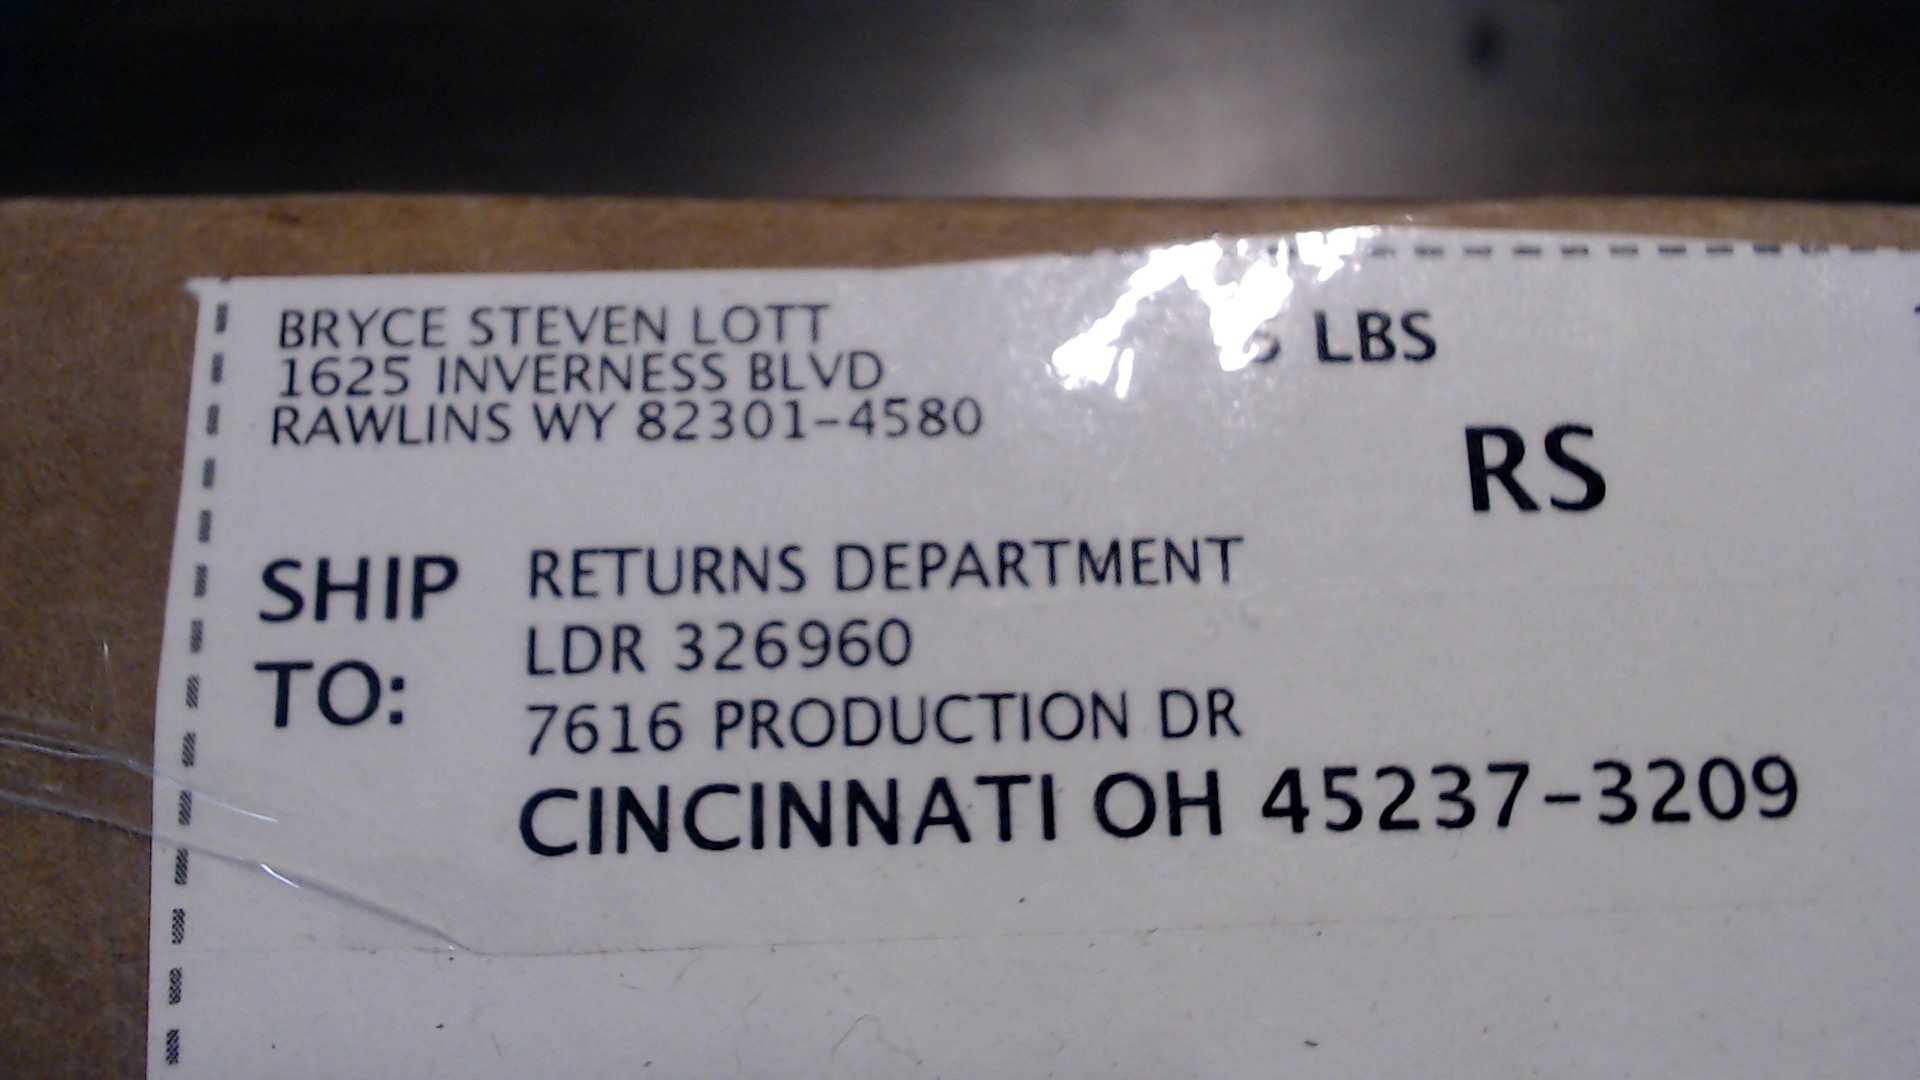 BRYCE STEVEN LOTT
1625 INVERNESS BLVD
RAWLINS WY 82301-4580
LBS
RS
SHIP TO:
RETURNS DEPARTMENT
LDR 326960
7616 PRODUCTION DR
CINCINNATI OH 45237-3209